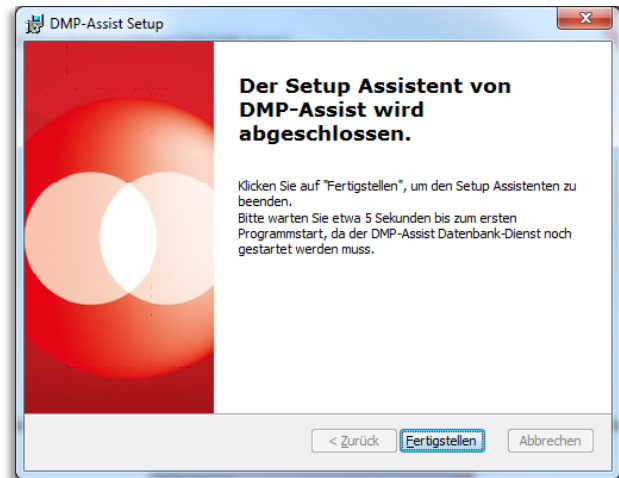 DMP-Assist Setup
Der Setup Assistent von
DMP-Assist wird
abgeschlossen.
Klicken Sie auf "Fertigstellen", um den Setup Assistenten zu
beenden.
Bitte warten Sie etwa 5 Sekunden bis zum ersten
Programmstart, da der DMP-Assist Datenbank-Dienst noch
gestartet werden muss.
< Zurück Fertigstellen Abbrechen